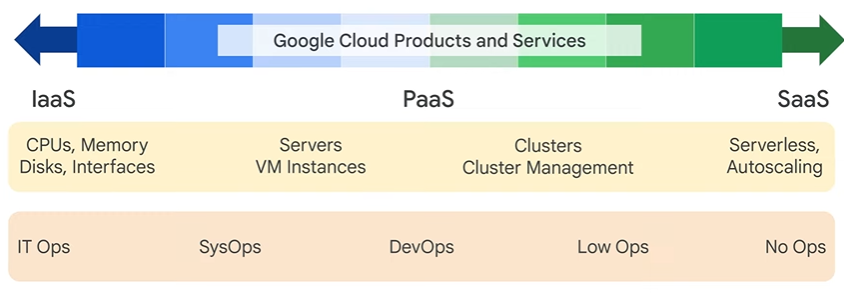 Google Cloud Products and Services
IaaS PaaS SaaS
CPUs, Memory Servers Clusters Serverless,
Disks, Interfaces VM Instances Cluster Management Autoscaling
IT Ops SysOps DevOps Low Ops No Ops